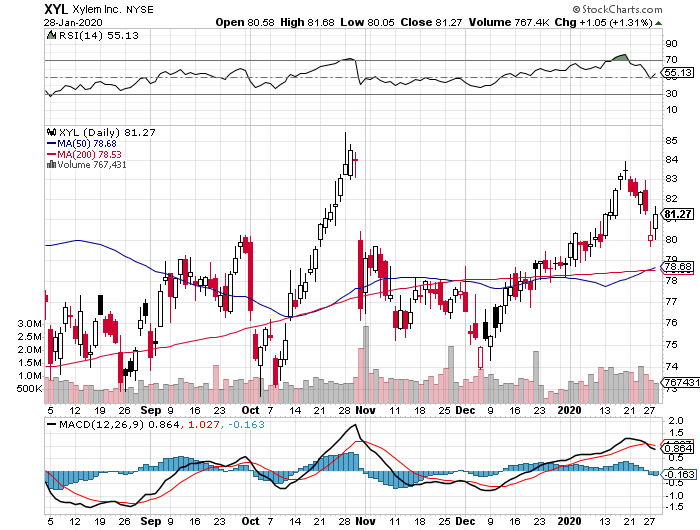 XYL Xylem Inc. NYSE © StockCharts.com
28-Jan-2020 Open 80.58 High 81.68 Low 80.05 Close 81.27 Volume 767.4K Chg +1.05 (+1.31%)
RSI(14) 55.13
90
70
55.13
30
10
XYL (Daily) 81.27
MA(50) 78.68
MA(200) 78.53
Volume 767,431
85
84
83
82
81.27
80
79
78.68
78
77
76
75
74
73
3.0M
2.5M
2.0M
1.5M
1.0M
500K
767431
5 12 19 26 Sep 9 16 23 Oct 7 14 21 28 Nov 11 18 25 Dec 9 16 23 2020 13 21 27
MACD(12,26,9) 0.864, 1.027, -0.163
2.0
1.5
0.864
0.5
-0.163
-0.5
-1.0
-1.5
5 12 19 26 Sep 9 16 23 Oct 7 14 21 28 Nov 11 18 25 Dec 9 16 23 2020 13 21 27